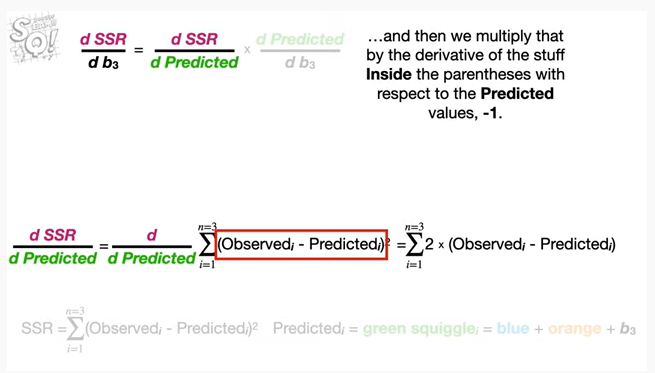 SQ!
d SSR / d b₃ = d SSR / d Predicted × d Predicted / d b₃
...and then we multiply that
by the derivative of the stuff
Inside the parentheses with
respect to the Predicted
values, -1.
d SSR / d Predicted = d / d Predicted n=3 Σ i=1 (Observedᵢ - Predictedᵢ)² = n=3 Σ i=1 2 × (Observedᵢ - Predictedᵢ)
SSR = n=3 Σ i=1 (Observedᵢ - Predictedᵢ)² Predictedᵢ = green squiggleᵢ = blue + orange + b₃